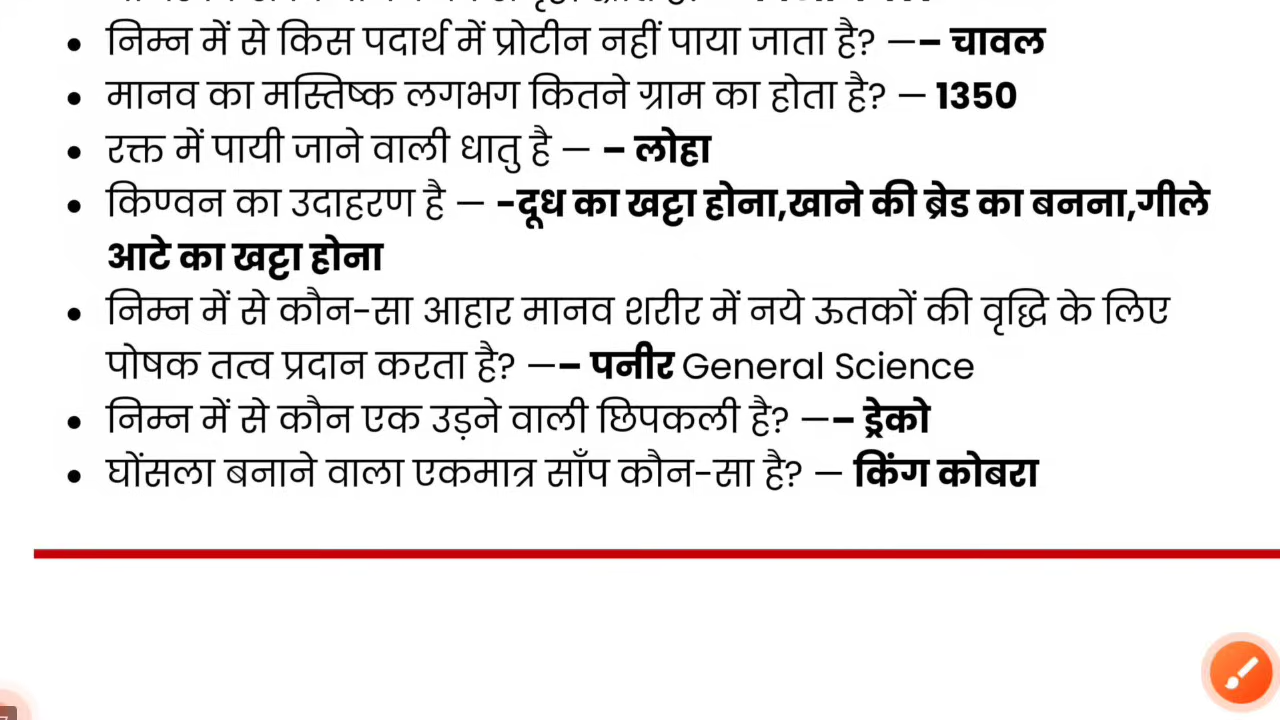 निम्न में से किस पदार्थ में प्रोटीन नहीं पाया जाता है? —– चावल
मानव का मस्तिष्क लगभग कितने ग्राम का होता है? — 1350
रक्त में पायी जाने वाली धातु है — – लोहा
किण्वन का उदाहरण है — -दूध का खट्टा होना,खाने की ब्रेड का बनना,गीले
आटे का खट्टा होना
निम्न में से कौन-सा आहार मानव शरीर में नये ऊतकों की वृद्धि के लिए
पोषक तत्व प्रदान करता है? —– पनीर General Science
निम्न में से कौन एक उड़ने वाली छिपकली है? —– ड्रेको
घोंसला बनाने वाला एकमात्र साँप कौन-सा है? — किंग कोबरा